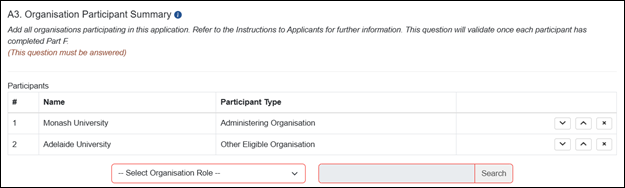 A3. Organisation Participant Summary
Add all organisations participating in this application. Refer to the Instructions to Applicants for further information. This question will validate once each participant has
completed Part F.
(This question must be answered)
Participants
# Name Participant Type
1 Monash University Administering Organisation
2 Adelaide University Other Eligible Organisation
-- Select Organisation Role -- Search